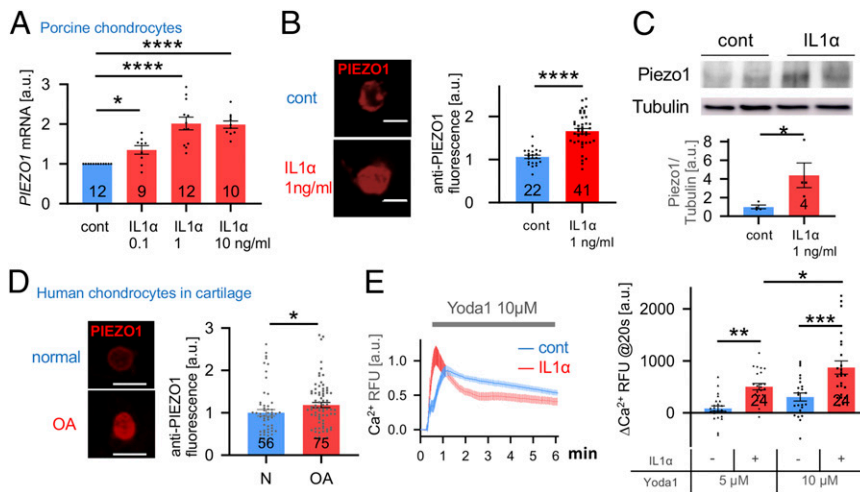 A Porcine chondrocytes
****
****
*
PIEZO1 mRNA [a.u.]
3
2
1
0
12
9
12
10
cont
IL1α 0.1
IL1α 1
IL1α 10 ng/ml
B
PIEZO1
cont
IL1α
1ng/ml
anti-PIEZO1
fluorescence [a.u.]
****
2
1
0
22
41
cont
IL1α
1 ng/ml
C
cont
IL1α
Piezo1
Tubulin
Piezo1/
Tubulin [a.u.]
*
8
6
4
2
0
4
cont
IL1α
1 ng/ml
D Human chondrocytes in cartilage
PIEZO1
normal
OA
anti-PIEZO1
fluorescence [a.u.]
*
3
2
1
0
56
75
N
OA
E
Yoda1 10µM
cont
IL1α
Ca2+ RFU [a.u.]
1.0
0.5
0.0
0 1 2 3 4 5 6 min
ΔCa2+ RFU @20s [a.u.]
*
**
***
2000
1000
500
0
24
24
IL1α - + - +
Yoda1 5 µM 10 µM